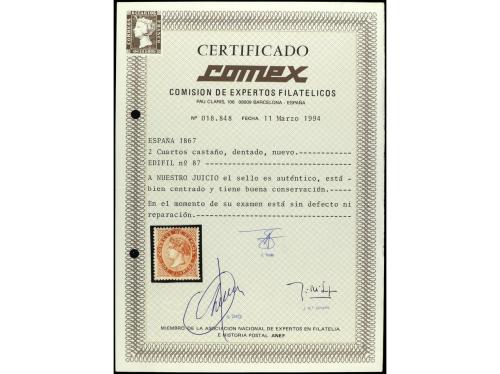 CERTIFICADO
comex
COMISION DE EXPERTOS FILATELICOS
PAU CLARIS, 106 08009 BARCELONA - ESPAÑA
Nº 018.848 FECHA 11 Marzo 1994
ESPAÑA 1867
2 Cuartos castaño, dentado, nuevo.
EDIFIL nº 87
A NUESTRO JUICIO el sello es auténtico, está
bien centrado y tiene buena conservación.
En el momento de su examen está sin defecto ni
reparación.
MIEMBRO DE LA ASOCIACION NACIONAL DE EXPERTOS EN FILATELIA
E HISTORIA POSTAL ANEF